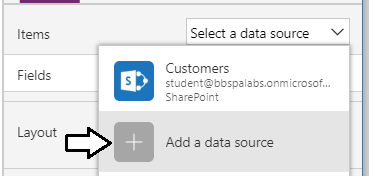 Items
Select a data source
Customers
student@bbspalabs.onmicrosof...
SharePoint
Fields
Add a data source
Layout